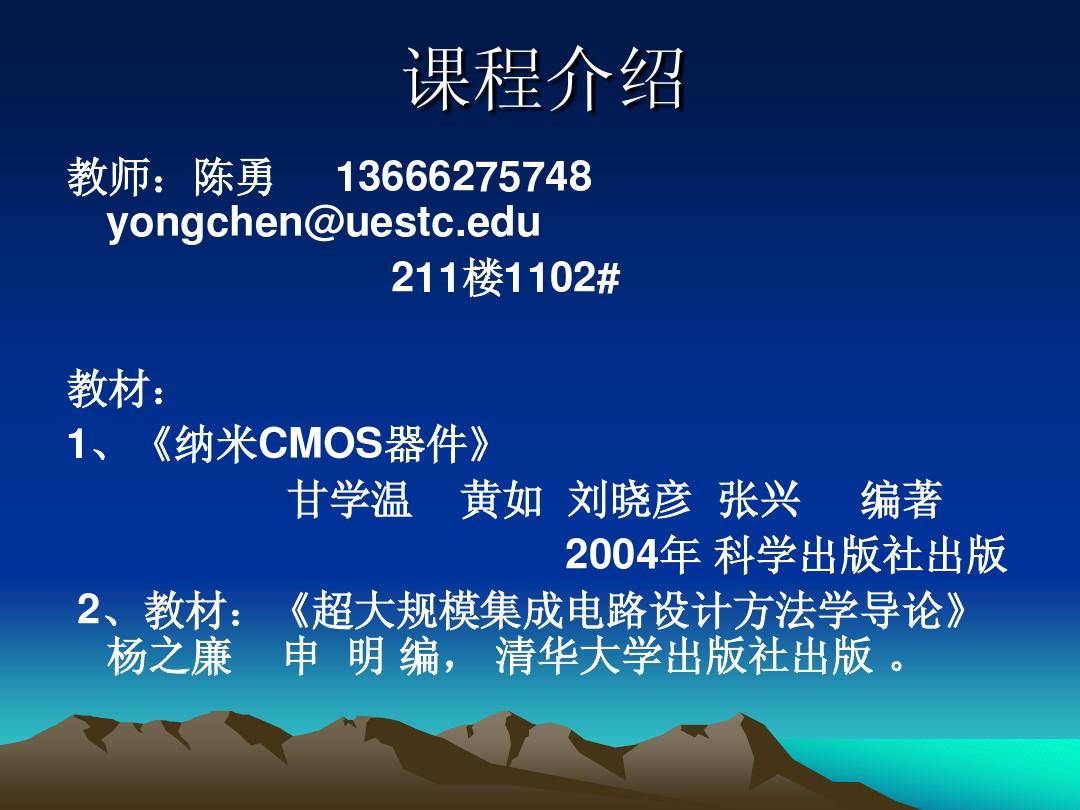 课程介绍
教师：陈勇 13666275748
yongchen@uestc.edu
211楼1102#
教材：
1、《纳米CMOS器件》
甘学温 黄如 刘晓彦 张兴 编著
2004年 科学出版社出版
2、教材：《超大规模集成电路设计方法学导论》
杨之廉 申 明 编， 清华大学出版社出版 。